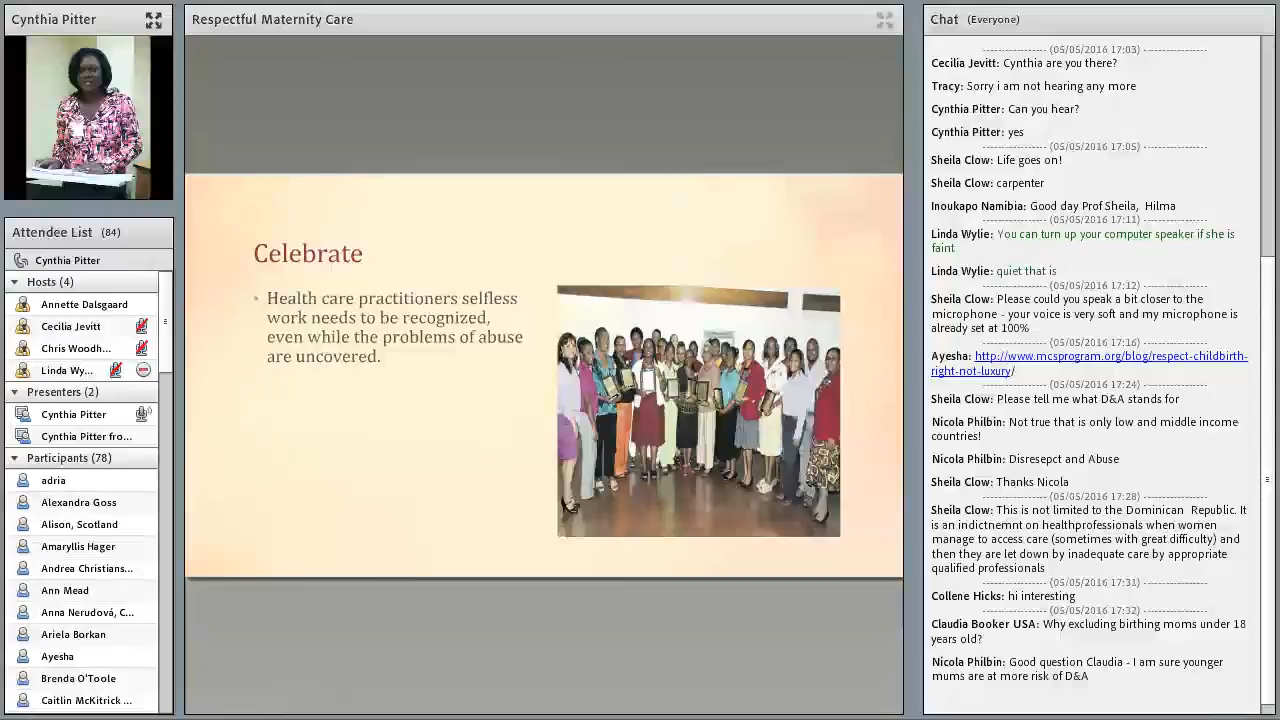 Cynthia Pitter
Attendee List (84)
Cynthia Pitter
Hosts (4)
Annette Dalsgaard
Cecilia Jevitt
Chris Woodh...
Linda Wy...
Presenters (2)
Cynthia Pitter
Cynthia Pitter fro...
Participants (78)
adria
Alexandra Goss
Alison, Scotland
Amaryllis Hager
Andrea Christians...
Ann Mead
Anna Nerudová, C...
Ariela Borkan
Ayesha
Brenda O'Toole
Caitlin McKitrick ...
Respectful Maternity Care
Celebrate
Health care practitioners selfless
work needs to be recognized,
even while the problems of abuse
are uncovered.
Chat (Everyone)
------------------ (05/05/2016 17:03) ------------------
Cecilia Jevitt: Cynthia are you there?
Tracy: Sorry i am not hearing any more
Cynthia Pitter: Can you hear?
Cynthia Pitter: yes
------------------ (05/05/2016 17:05) ------------------
Sheila Clow: Life goes on!
Sheila Clow: carpenter
Inoukapo Namibia: Good day Prof Sheila, Hilma
------------------ (05/05/2016 17:11) ------------------
Linda Wylie: You can turn up your computer speaker if she is
faint
Linda Wylie: quiet that is
------------------ (05/05/2016 17:12) ------------------
Sheila Clow: Please could you speak a bit closer to the
microphone - your voice is very soft and my microphone is
already set at 100%
------------------ (05/05/2016 17:16) ------------------
Ayesha: http://www.mcsprogram.org/blog/respect-childbirth-
right-not-luxury/
------------------ (05/05/2016 17:24) ------------------
Sheila Clow: Please tell me what D&A stands for
Nicola Philbin: Not true that is only low and middle income
countries!
Nicola Philbin: Disresepct and Abuse
Sheila Clow: Thanks Nicola
------------------ (05/05/2016 17:28) ------------------
Sheila Clow: This is not limited to the Dominican Republic. It
is an indictnemnt on healthprofessionals when women
manage to access care (sometimes with great difficulty) and
then they are let down by inadequate care by appropriate
qualified professionals
------------------ (05/05/2016 17:31) ------------------
Collene Hicks: hi interesting
------------------ (05/05/2016 17:32) ------------------
Claudia Booker USA: Why excluding birthing moms under 18
years old?
Nicola Philbin: Good question Claudia - I am sure younger
mums are at more risk of D&A